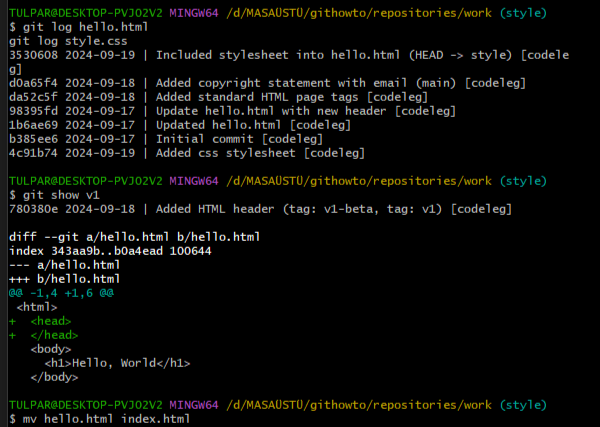 TULPAR@DESKTOP-PVJO2V2 MINGW64 /d/MASAÜSTÜ/githowto/repositories/work (style)
$ git log hello.html
git log style.css
3530608 2024-09-19 | Included stylesheet into hello.html (HEAD -> style) [codele
g]
d0a65f4 2024-09-18 | Added copyright statement with email (main) [codeleg]
da52c5f 2024-09-18 | Added standard HTML page tags [codeleg]
98395fd 2024-09-17 | Update hello.html with new header [codeleg]
1b6ae69 2024-09-17 | Updated hello.html [codeleg]
b385ee6 2024-09-17 | Initial commit [codeleg]
4c91b74 2024-09-19 | Added css stylesheet [codeleg]

TULPAR@DESKTOP-PVJO2V2 MINGW64 /d/MASAÜSTÜ/githowto/repositories/work (style)
$ git show v1
780380e 2024-09-18 | Added HTML header (tag: v1-beta, tag: v1) [codeleg]

diff --git a/hello.html b/hello.html
index 343aa9b..b0a4ead 100644
--- a/hello.html
+++ b/hello.html
@@ -1,4 +1,6 @@
 <html>
+  <head>
+  </head>
   <body>
     <h1>Hello, World</h1>
   </body>

TULPAR@DESKTOP-PVJO2V2 MINGW64 /d/MASAÜSTÜ/githowto/repositories/work (style)
$ mv hello.html index.html